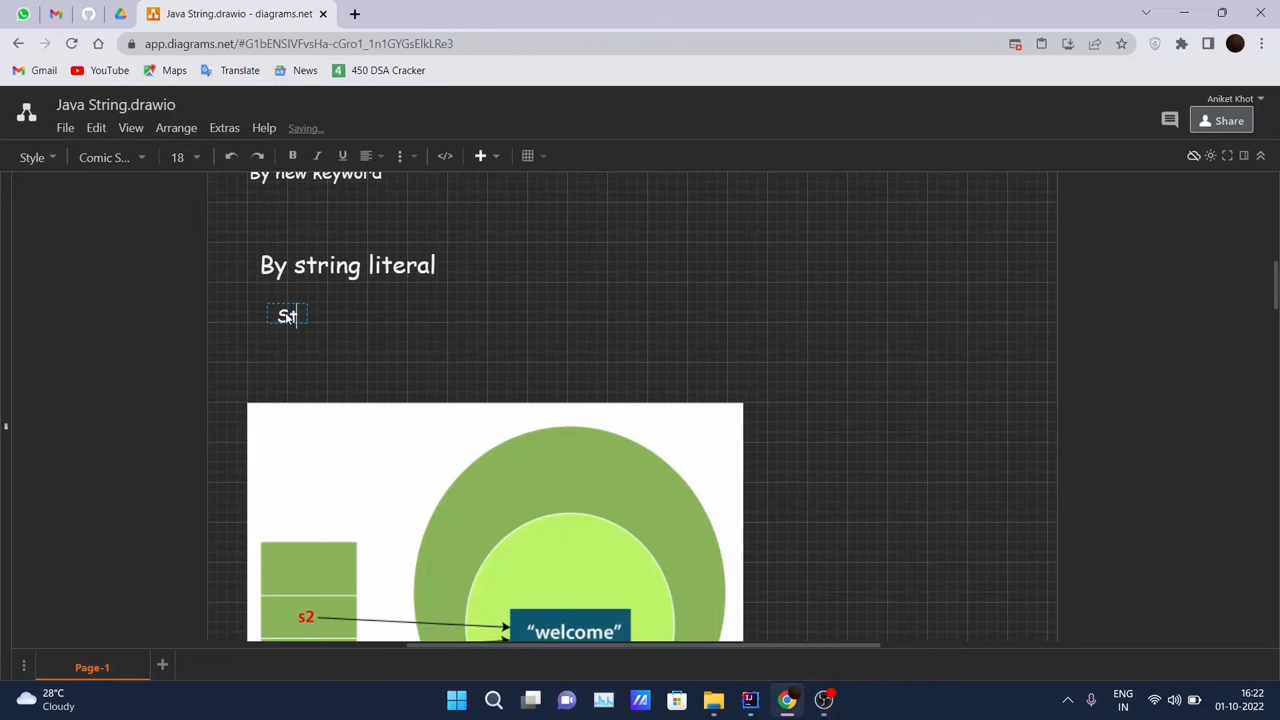 Java String.drawio - diagrams.net
app.diagrams.net/#G1bENSIVFvsHa-cGro1_1n1GYGsElkLRe3
Gmail YouTube Maps Translate News 4 450 DSA Cracker
Java String.drawio
Aniket Khot
File Edit View Arrange Extras Help Saving...
Share
Style Comic S... 18 B I U
By new keyword
By string literal
St
s2
“welcome”
Page-1
28°C
Cloudy
ENG
IN
16:22
01-10-2022